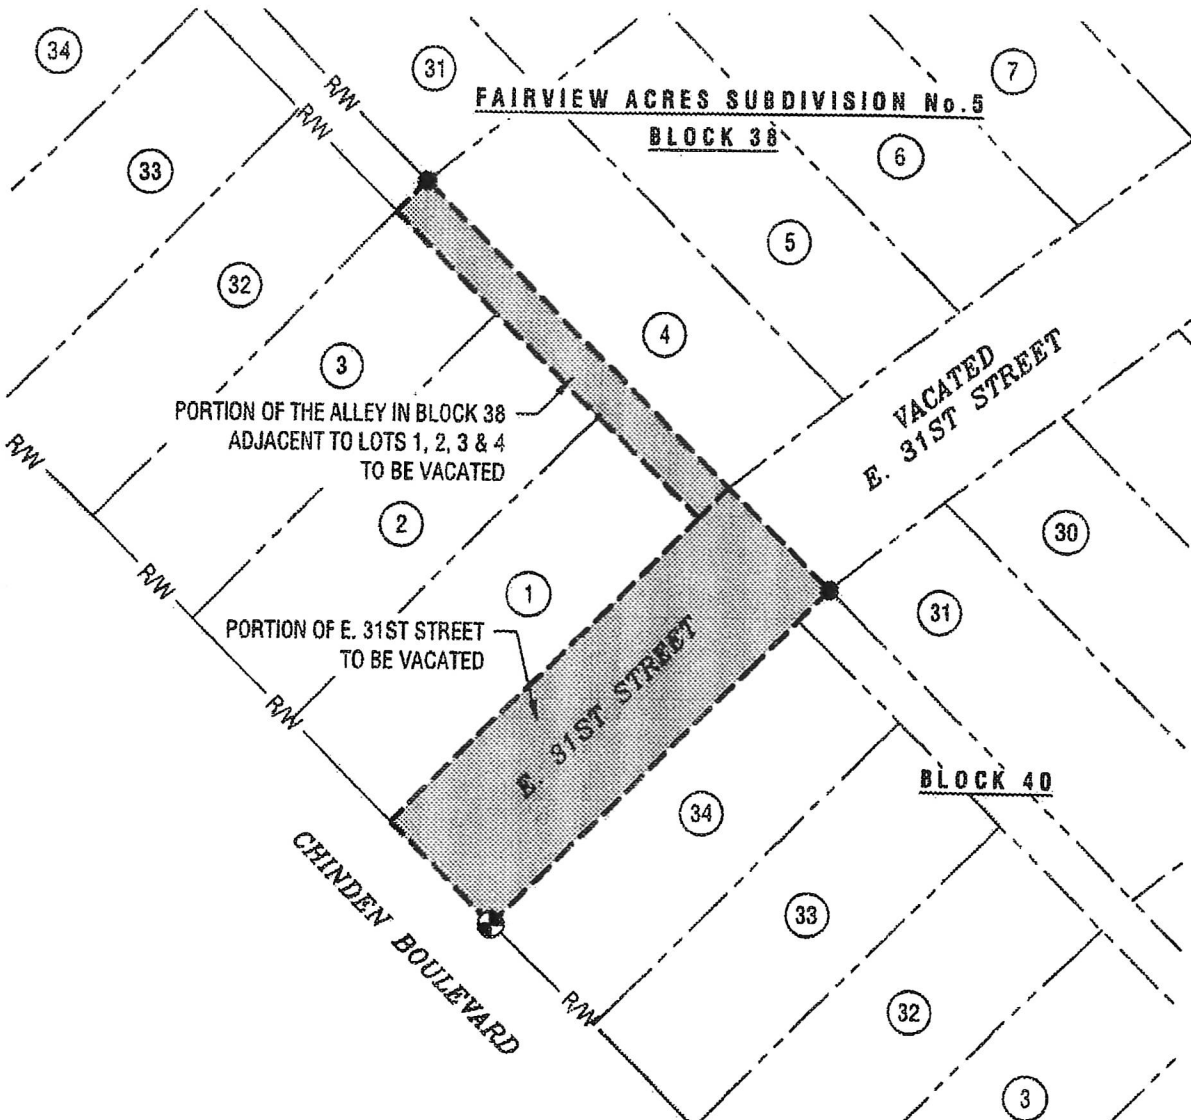 34
31
7
R/W
FAIRVIEW ACRES SUBDIVISION No.5
R/W
BLOCK 38
6
33
5
32
4
3
VACATED
E. 31ST STREET
PORTION OF THE ALLEY IN BLOCK 38
ADJACENT TO LOTS 1, 2, 3 & 4
TO BE VACATED
R/W
2
30
R/W
1
31
PORTION OF E. 31ST STREET
TO BE VACATED
E. 31ST STREET
R/W
BLOCK 40
34
CHINDEN BOULEVARD
33
R/W
32
3